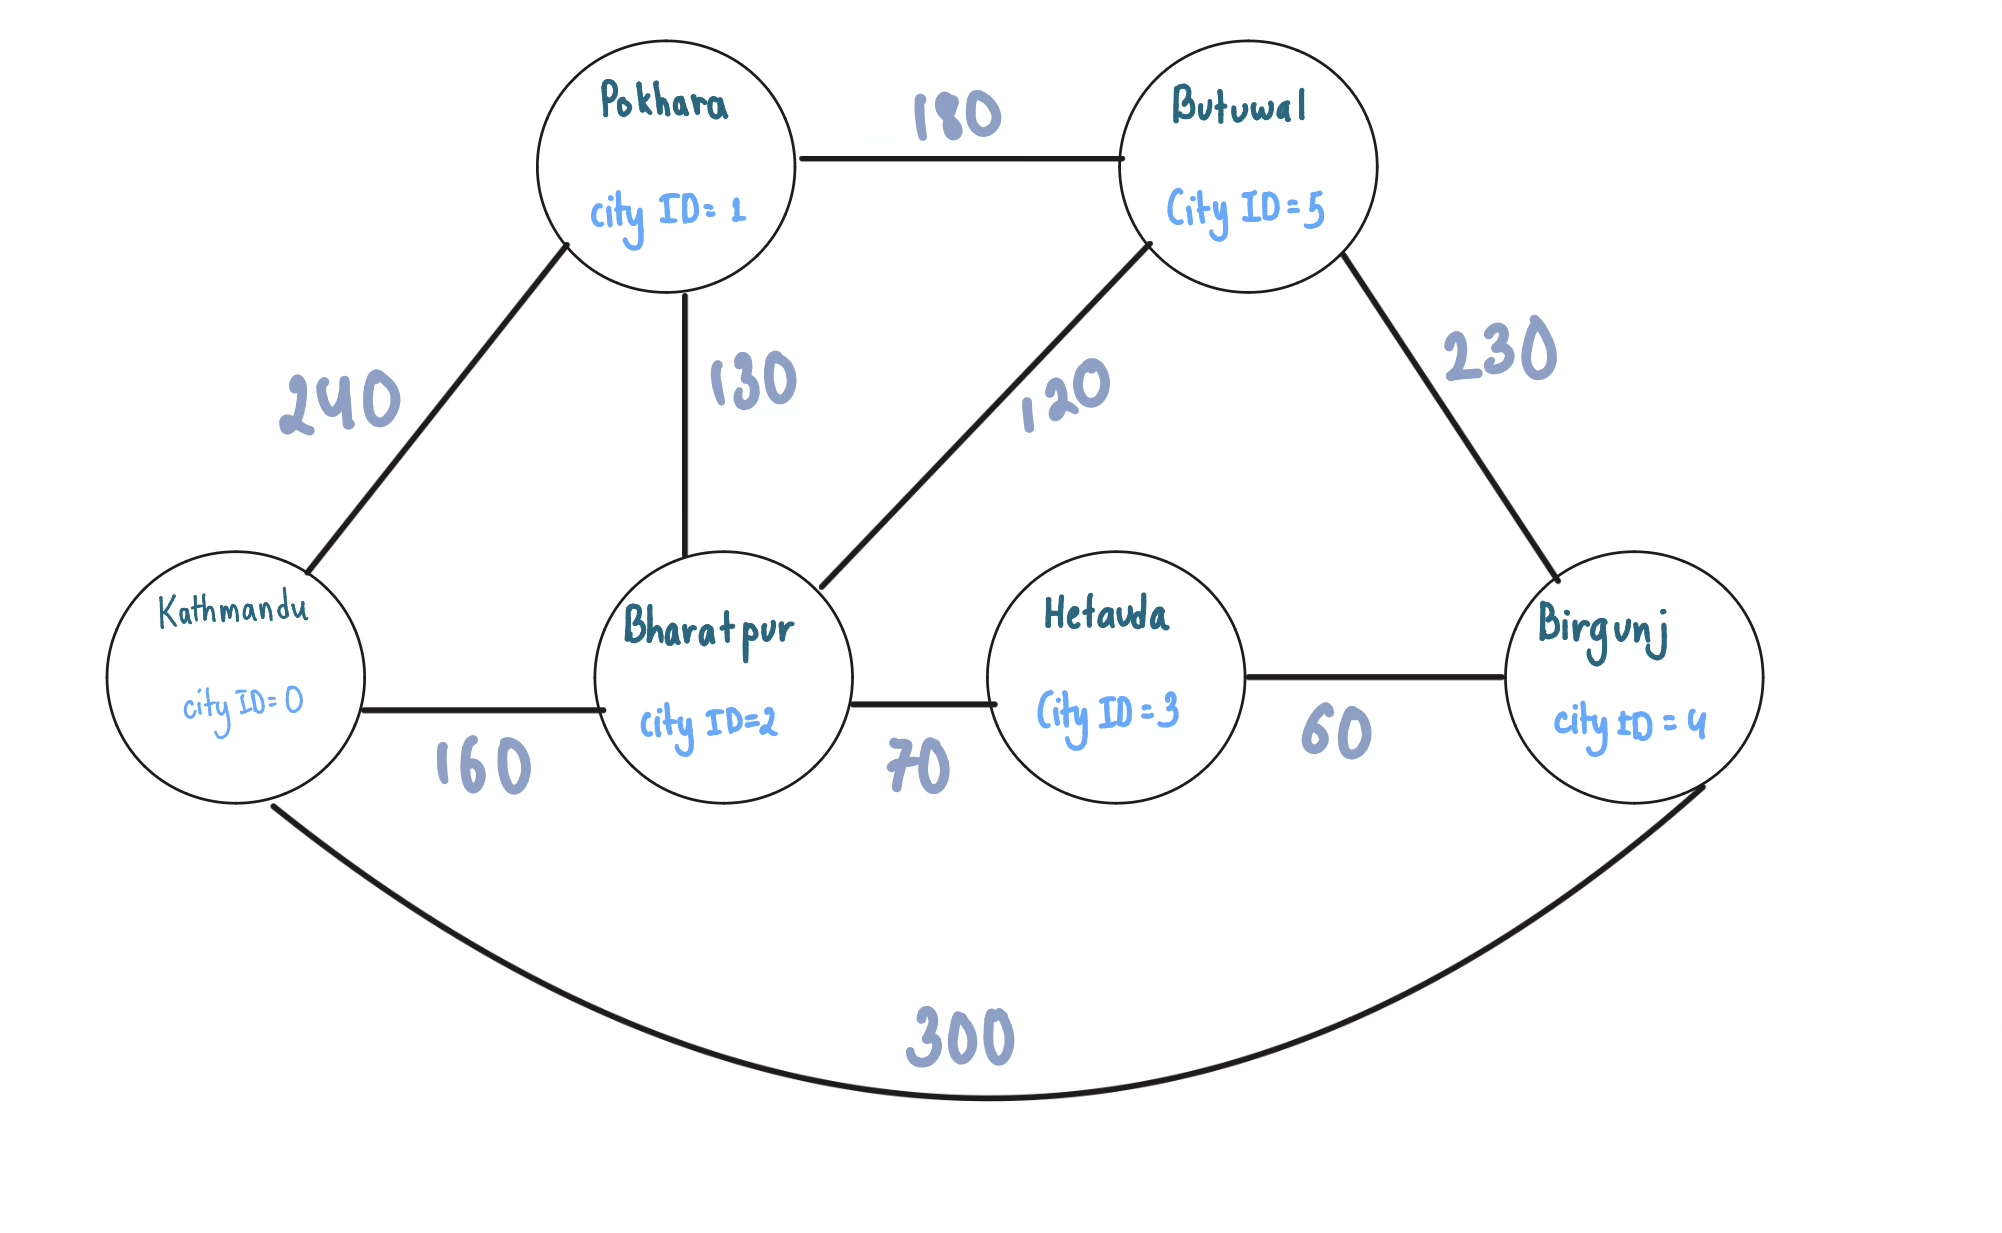 Pokhara
city ID= 1
180
Butuwal
City ID=5
240
130
120
230
Kathmandu
city ID= 0
160
Bharatpur
city ID=2
70
Hetauda
City ID=3
60
Birgunj
city ID = 4
300